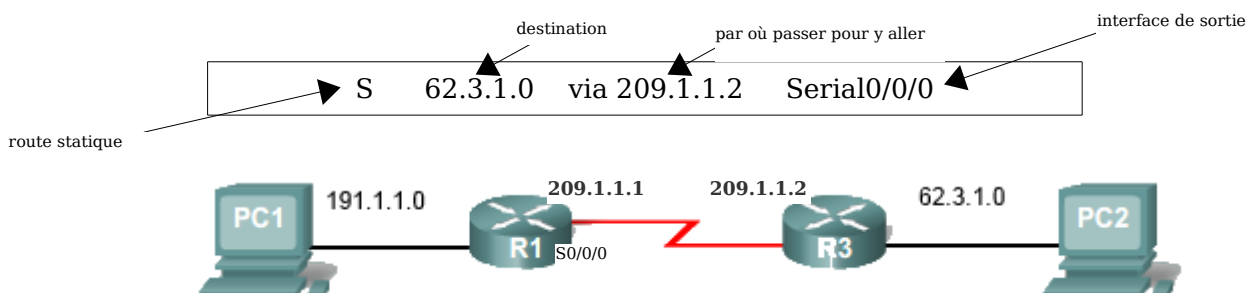 interface de sortie
destination
par où passer pour y aller
S 62.3.1.0 via 209.1.1.2 Serial0/0/0
route statique
209.1.1.1
209.1.1.2
191.1.1.0
62.3.1.0
PC1
PC2
R1
S0/0/0
R3